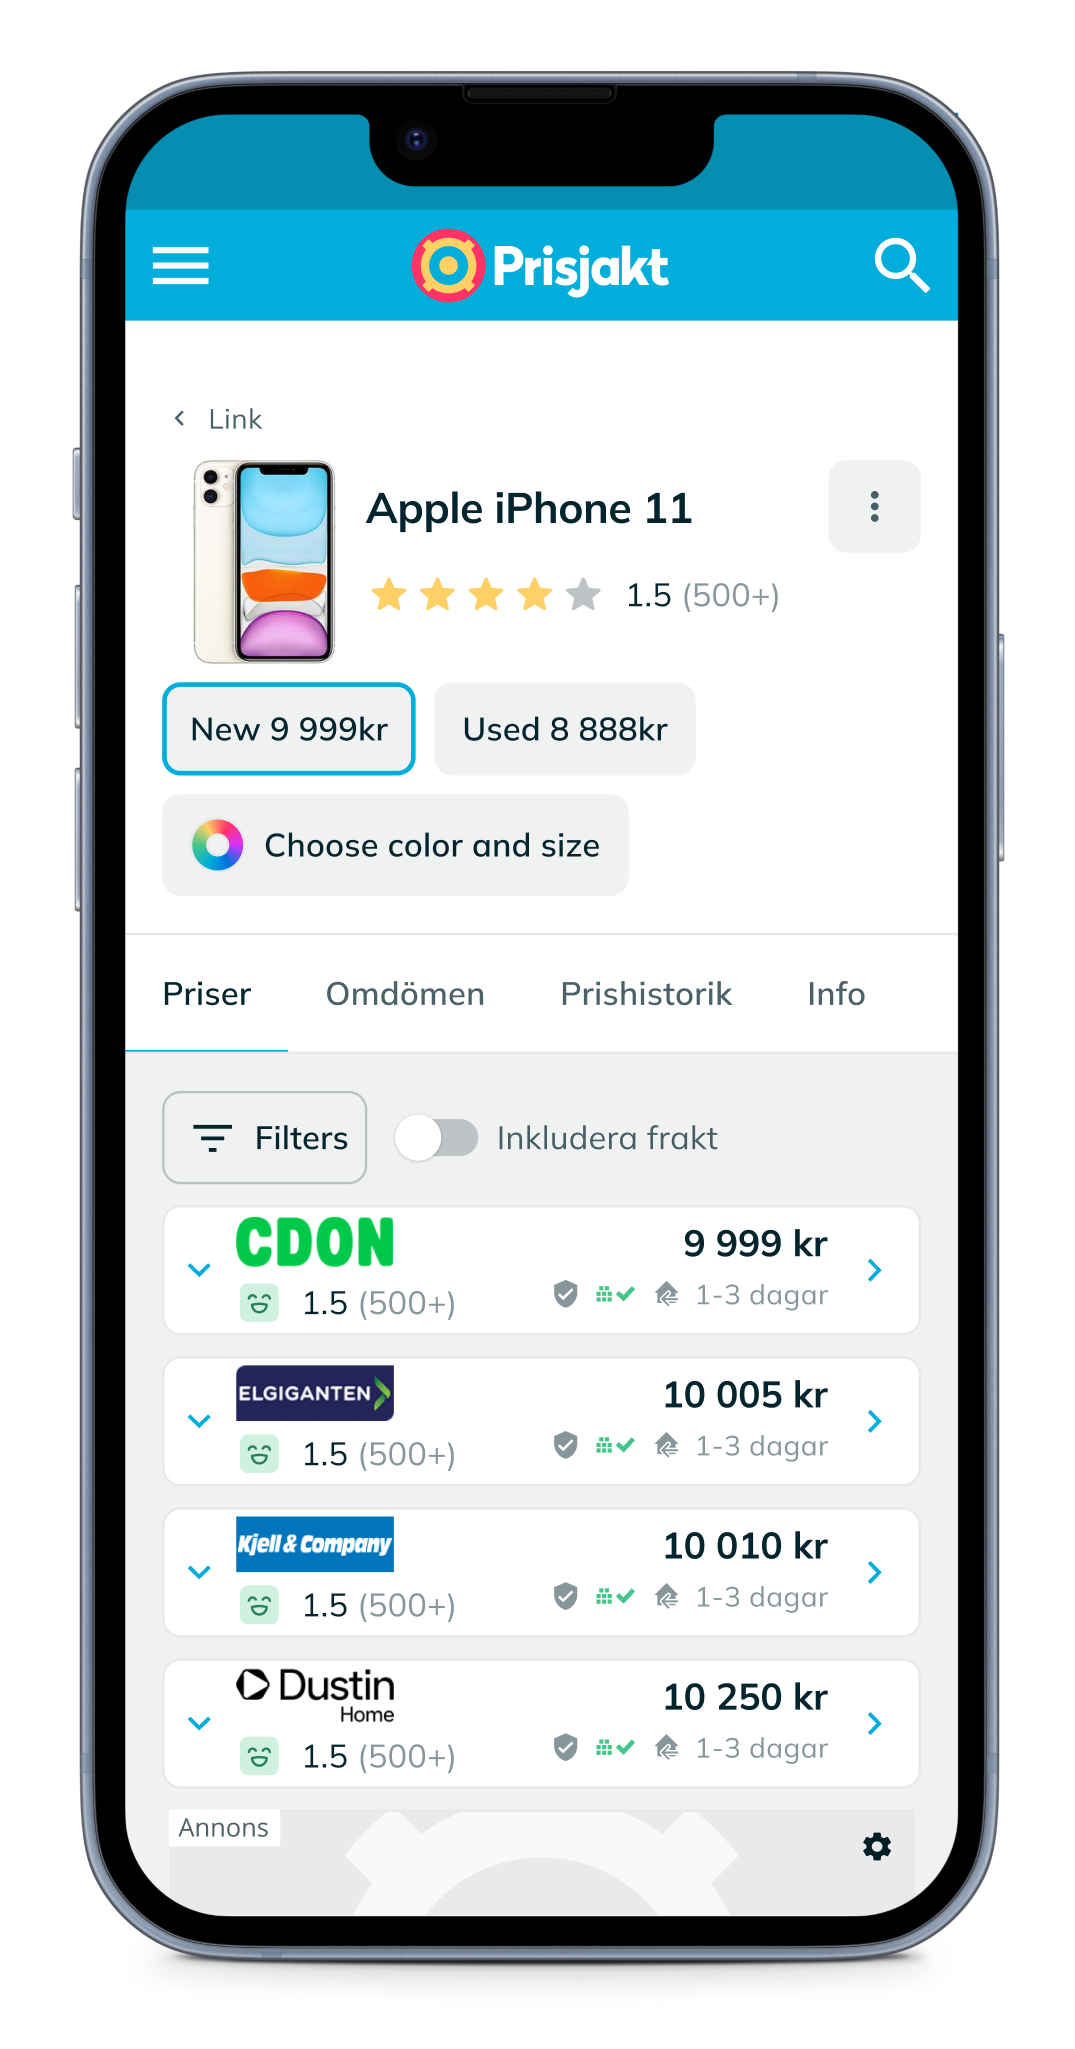 Prisjakt
Link
Apple iPhone 11
1.5 (500+)
New 9 999kr
Used 8 888kr
Choose color and size
Priser
Omdömen
Prishistorik
Info
Filters
Inkludera frakt
CDON
9 999 kr
1.5 (500+)
1-3 dagar
ELGIGANTEN
10 005 kr
1.5 (500+)
1-3 dagar
Kjell & Company
10 010 kr
1.5 (500+)
1-3 dagar
Dustin
Home
10 250 kr
1.5 (500+)
1-3 dagar
Annons